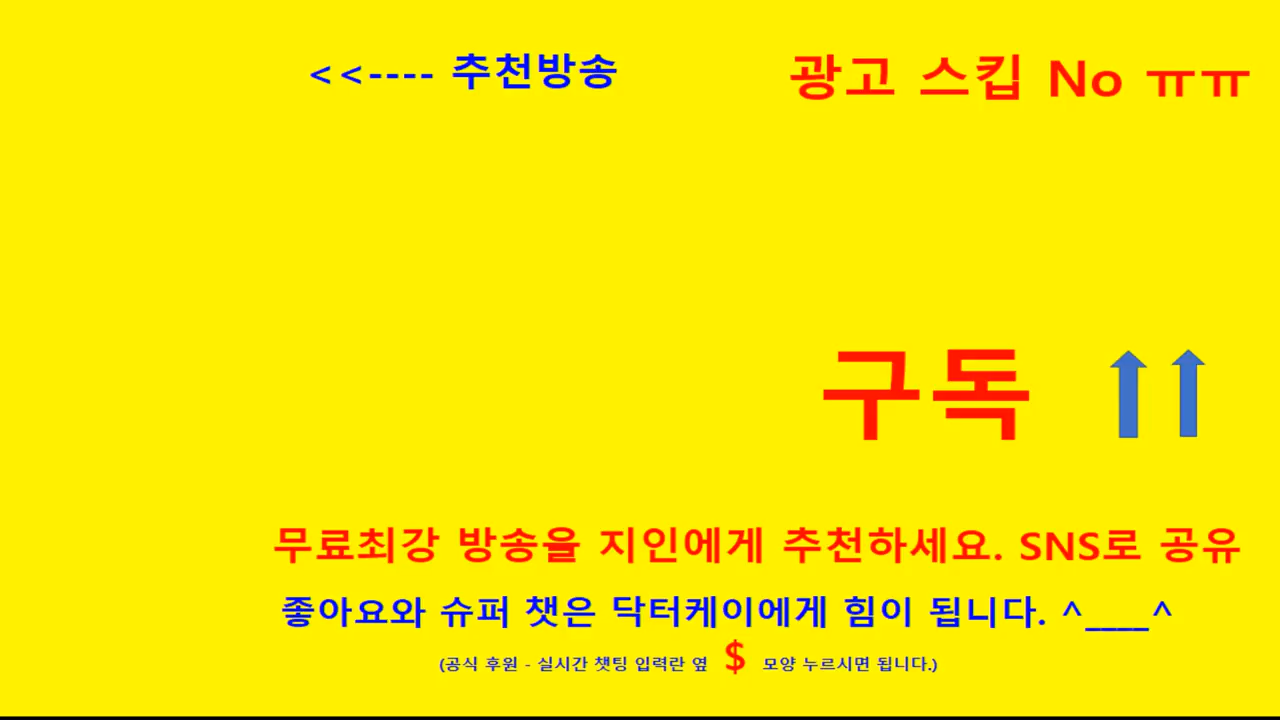 <<---- 추천방송
광고 스킵 No ㅠㅠ
구독
무료최강 방송을 지인에게 추천하세요. SNS로 공유
좋아요와 슈퍼 챗은 닥터케이에게 힘이 됩니다. ^____^
(공식 후원 - 실시간 챗팅 입력란 옆 $ 모양 누르시면 됩니다.)